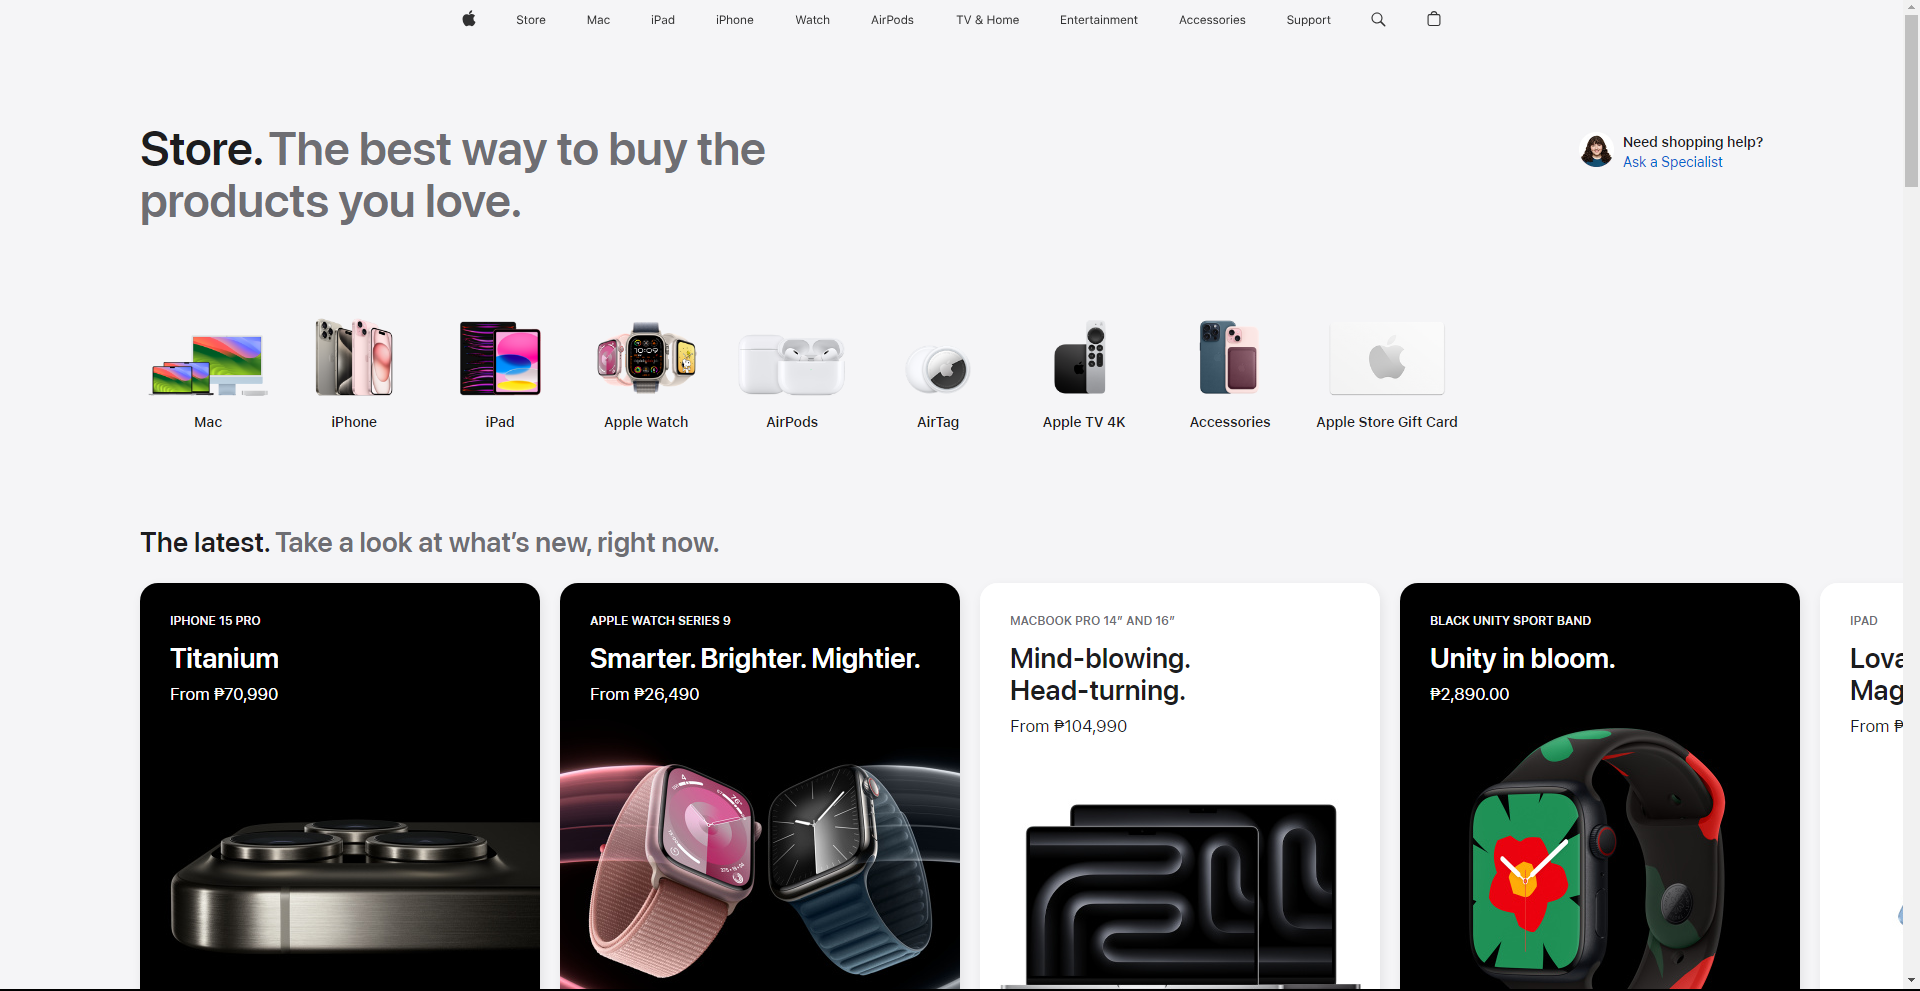 Store
Mac
iPad
iPhone
Watch
AirPods
TV & Home
Entertainment
Accessories
Support
Store. The best way to buy the
products you love.
Need shopping help?
Ask a Specialist
Mac
iPhone
iPad
Apple Watch
AirPods
AirTag
Apple TV 4K
Accessories
Apple Store Gift Card
The latest. Take a look at what’s new, right now.
IPHONE 15 PRO
Titanium
From ₱70,990
APPLE WATCH SERIES 9
Smarter. Brighter. Mightier.
From ₱26,490
MACBOOK PRO 14” AND 16”
Mind-blowing.
Head-turning.
From ₱104,990
BLACK UNITY SPORT BAND
Unity in bloom.
₱2,890.00
IPAD
Lova
Mag
From ₱